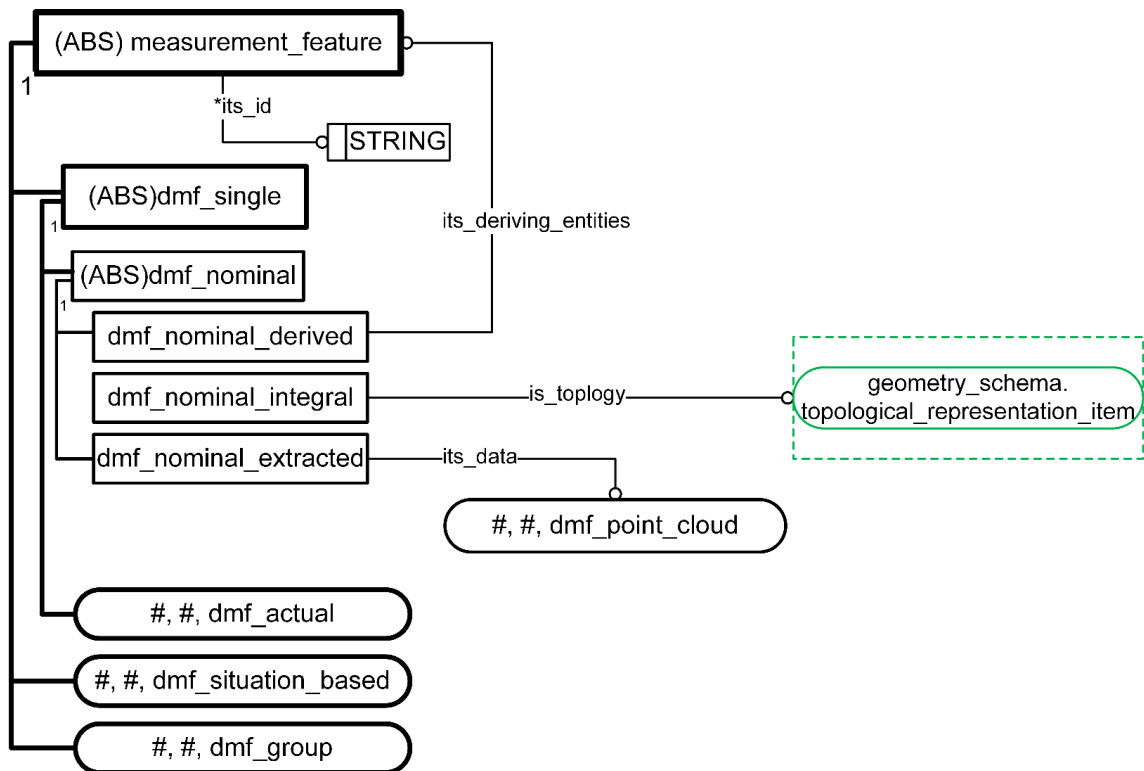 (ABS) measurement_feature
1
*its_id
STRING
(ABS)dmf_single
1
its_deriving_entities
(ABS)dmf_nominal
1
dmf_nominal_derived
dmf_nominal_integral
is_toplogy
geometry_schema.
topological_representation_item
dmf_nominal_extracted
its_data
#, #, dmf_point_cloud
#, #, dmf_actual
#, #, dmf_situation_based
#, #, dmf_group